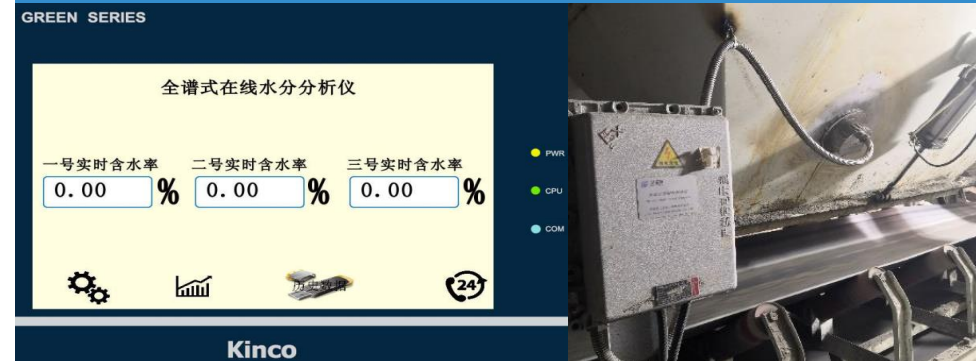 GREEN SERIES
全谱式在线水分分析仪
一号实时含水率 二号实时含水率 三号实时含水率
0.00 % 0.00 % 0.00 %
PWR
CPU
COM
历史数据
24
Kinco
Ex